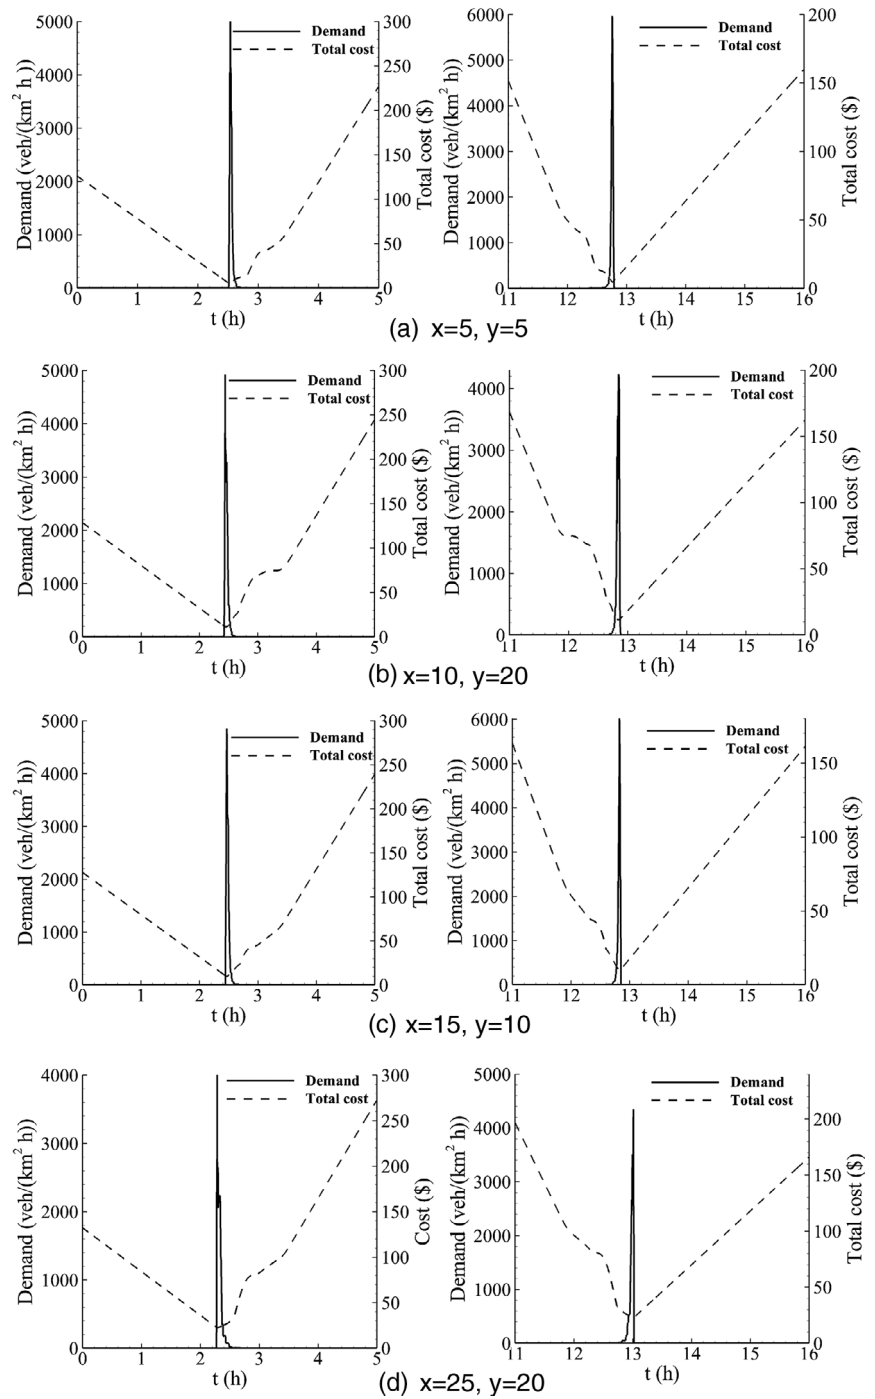 5000
4000
3000
2000
1000
0
Demand (veh/(km² h))
0 1 2 3 4 5
t (h)
300
250
200
150
100
50
0
Total cost ($)
Demand
Total cost
6000
5000
4000
3000
2000
1000
0
Demand (veh/(km² h))
11 12 13 14 15 16
t (h)
200
150
100
50
0
Total cost ($)
Demand
Total cost
(a) x=5, y=5
5000
4000
3000
2000
1000
0
Demand (veh/(km² h))
0 1 2 3 4 5
t (h)
300
250
200
150
100
50
0
Total cost ($)
Demand
Total cost
4000
3000
2000
1000
0
Demand (veh/(km² h))
11 12 13 14 15 16
t (h)
200
150
100
50
0
Total cost ($)
Demand
Total cost
(b) x=10, y=20
5000
4000
3000
2000
1000
0
Demand (veh/(km² h))
0 1 2 3 4 5
t (h)
300
250
200
150
100
50
0
Total cost ($)
Demand
Total cost
6000
5000
4000
3000
2000
1000
0
Demand (veh/(km² h))
11 12 13 14 15 16
t (h)
150
100
50
0
Total cost ($)
Demand
Total cost
(c) x=15, y=10
4000
3000
2000
1000
0
Demand (veh/(km² h))
0 1 2 3 4 5
t (h)
300
250
200
150
100
50
0
Cost ($)
Demand
Total cost
5000
4000
3000
2000
1000
0
Demand (veh/(km² h))
11 12 13 14 15 16
t (h)
200
150
100
50
0
Total cost ($)
Demand
Total cost
(d) x=25, y=20